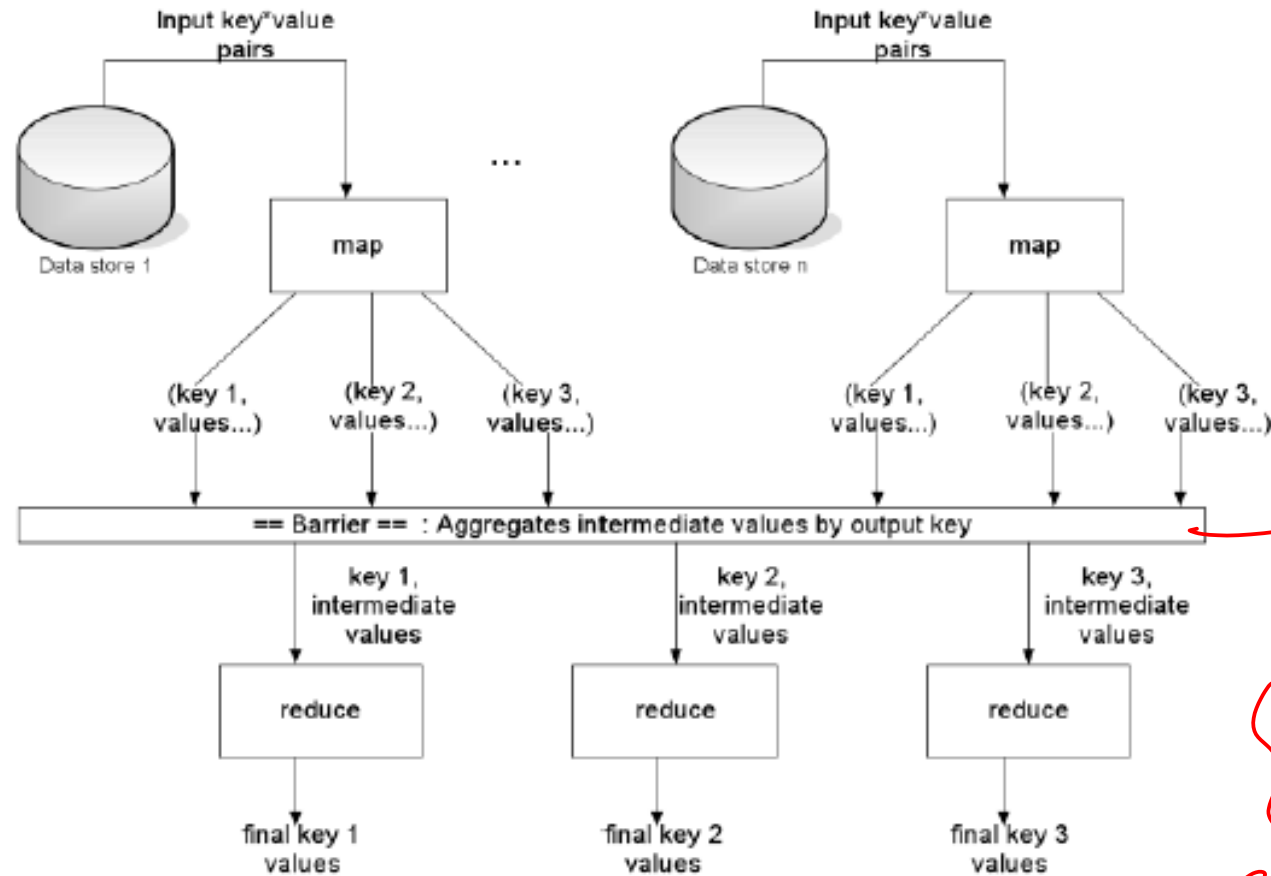 Input key*value
pairs
Input key*value
pairs
...
map
map
Data store 1
Data store n
(key 1,
values...)
(key 2,
values...)
(key 3,
values...)
(key 1,
values...)
(key 2,
values...)
(key 3,
values...)
== Barrier == : Aggregates intermediate values by output key
key 1,
intermediate
values
key 2,
intermediate
values
key 3,
intermediate
values
reduce
reduce
reduce
final key 1
values
final key 2
values
final key 3
values